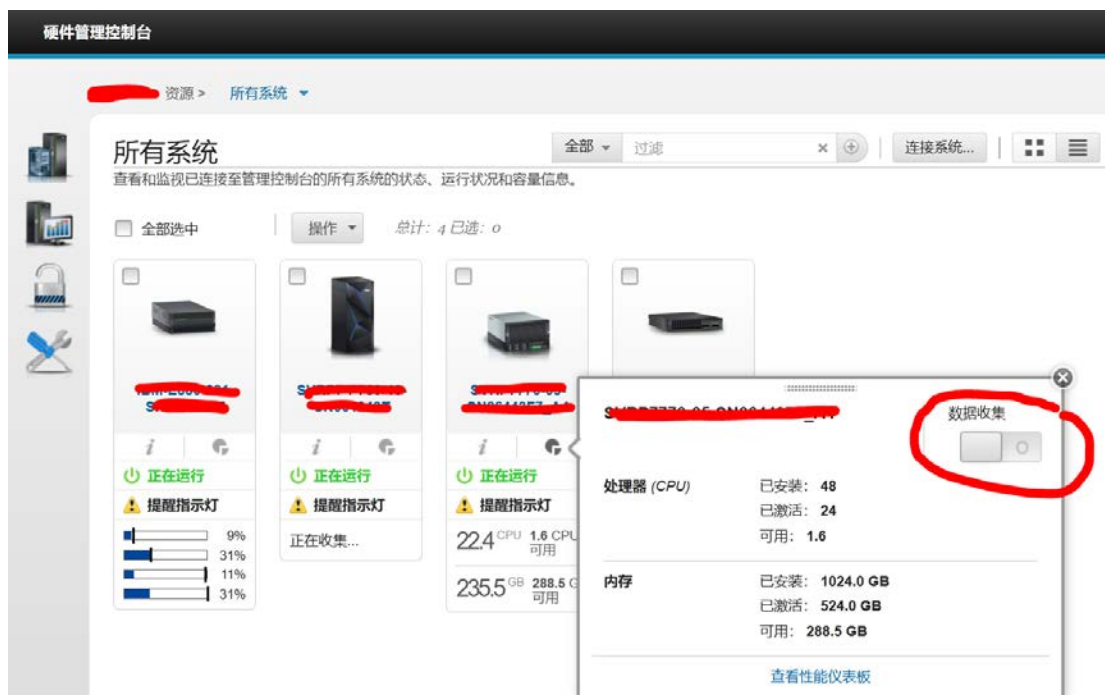 硬件管理控制台
资源 > 所有系统
所有系统
全部 过滤 连接系统...
查看和监视已连接至管理控制台的所有系统的状态、运行状况和容量信息。
全部选中 操作 总计: 4 已选: 0
数据收集
正在运行 正在运行 正在运行
处理器 (CPU) 已安装: 48
提醒指示灯 提醒指示灯 提醒指示灯
已激活: 24
9% 正在收集... 22.4 CPU 1.6 CPU 可用
可用: 1.6
31%
11%
31%
235.5 GB 288.5 可用
内存 已安装: 1024.0 GB
已激活: 524.0 GB
可用: 288.5 GB
查看性能仪表板